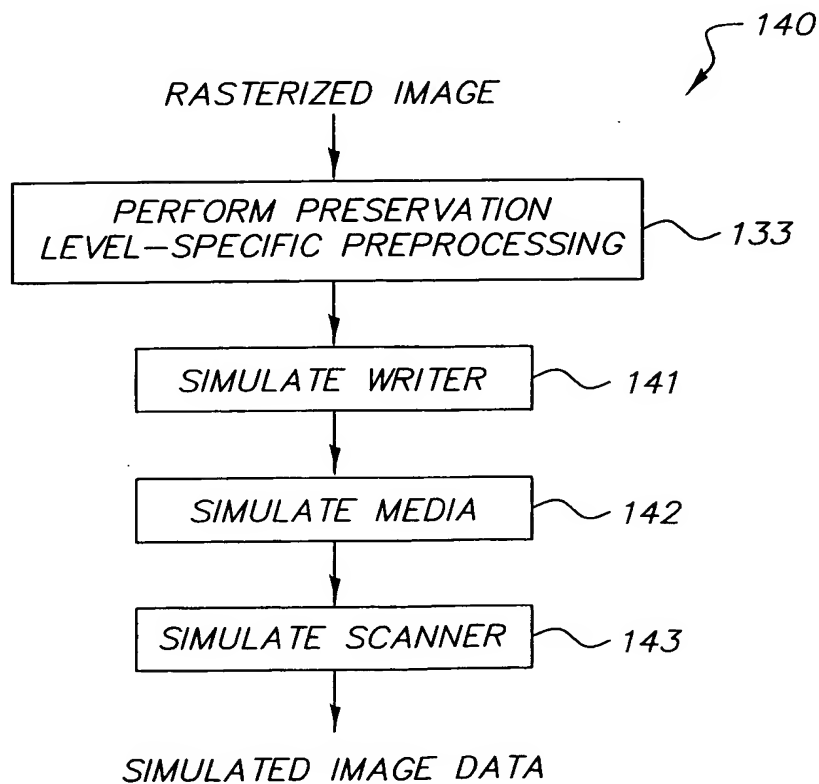 140
RASTERIZED IMAGE
PERFORM PRESERVATION
LEVEL-SPECIFIC PREPROCESSING
133
SIMULATE WRITER
141
SIMULATE MEDIA
142
SIMULATE SCANNER
143
SIMULATED IMAGE DATA